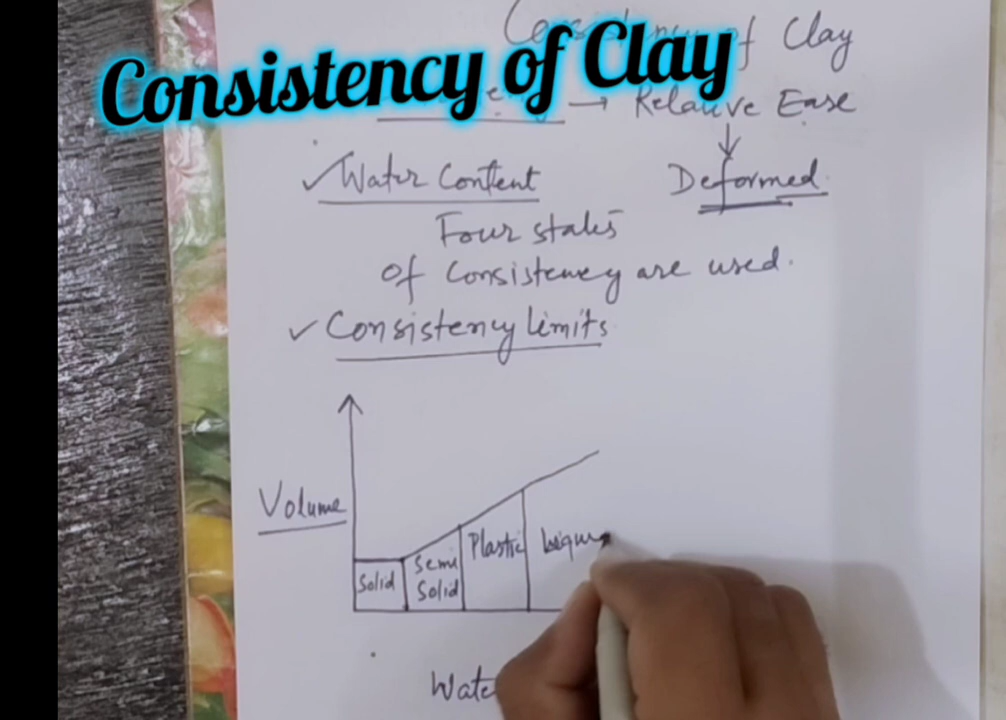 Consistency of Clay
Consistency of Clay
→ Relative Ease
✓ Water Content
Deformed
Four states
of Consistency are used.
✓ Consistency limits
Volume
Solid
Semi
Solid
Plastic
Wate